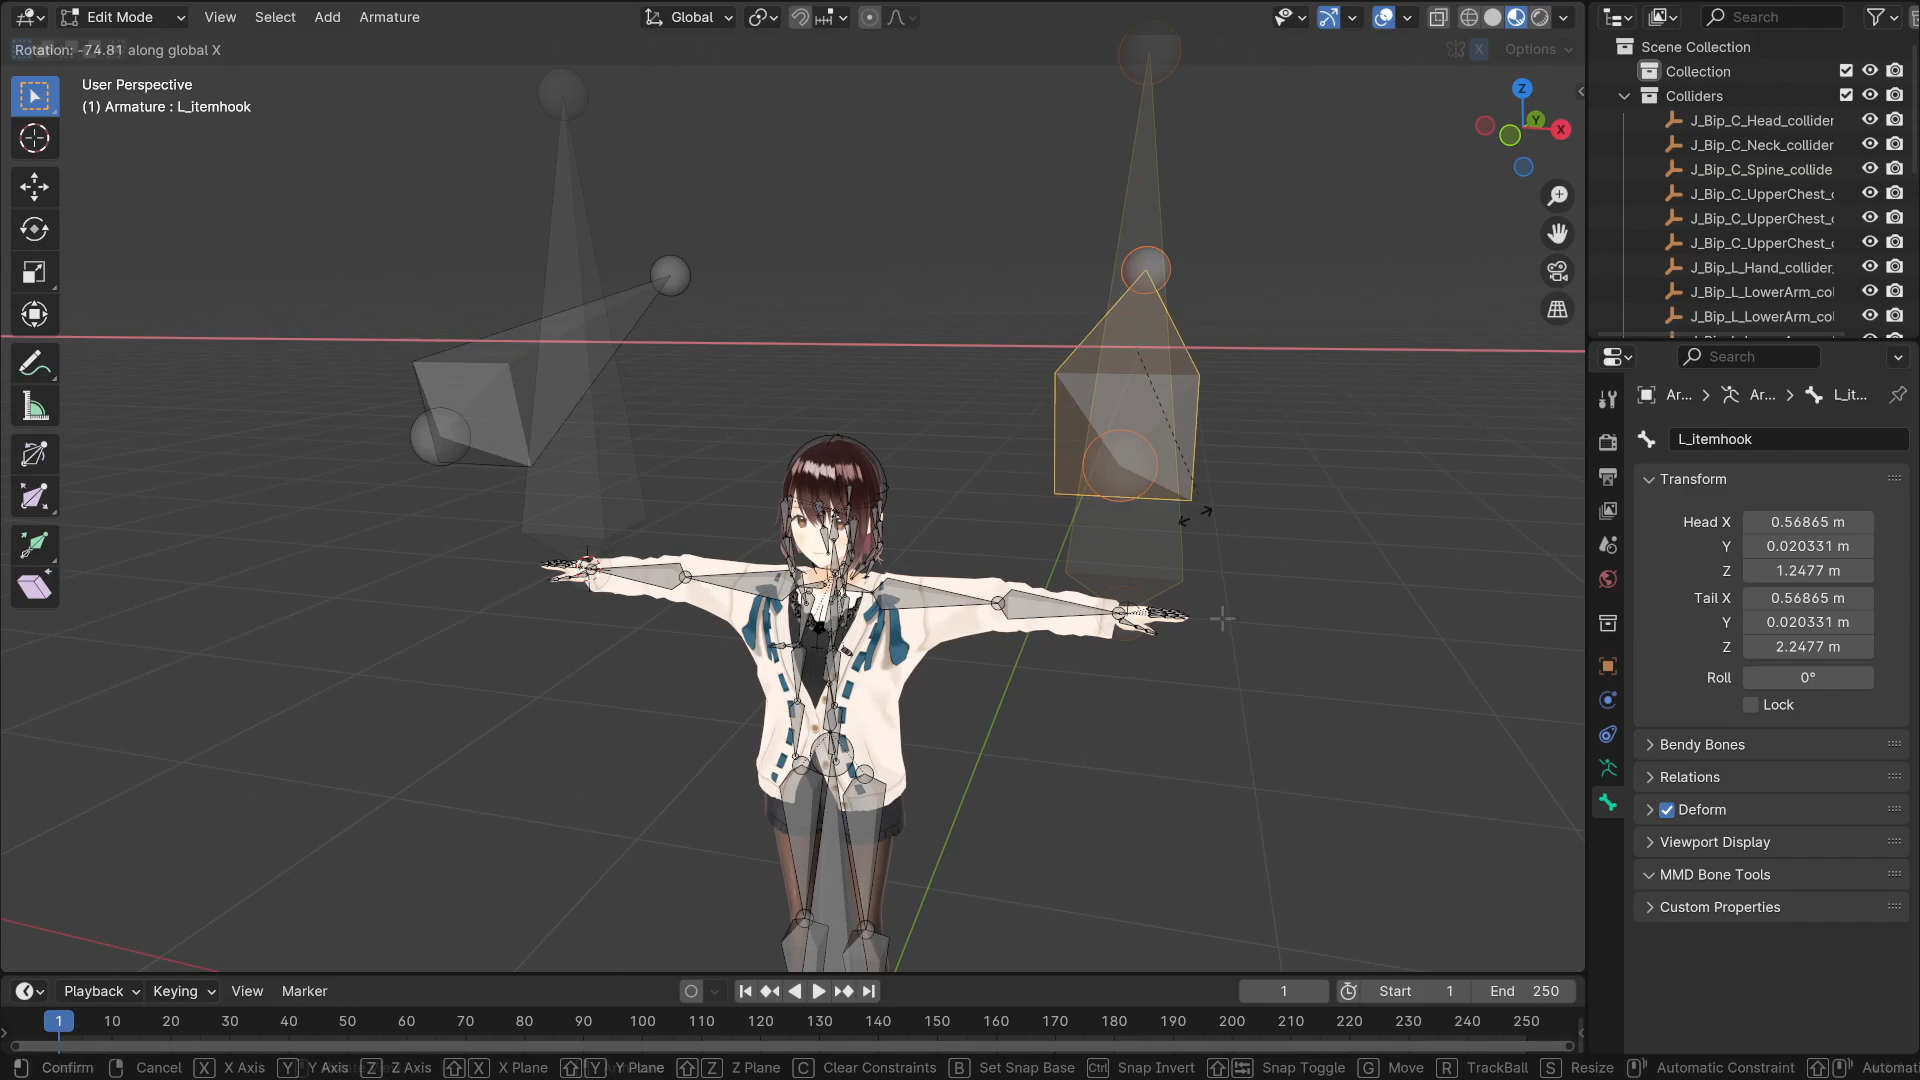 Edit Mode View Select Add Armature Global Search
Rotation: -74.81 along global X X Options
User Perspective
(1) Armature : L_itemhook
Z
Y
X
Scene Collection
Collection
Colliders
J_Bip_C_Head_collider
J_Bip_C_Neck_collider
J_Bip_C_Spine_collide
J_Bip_C_UpperChest_c
J_Bip_C_UpperChest_c
J_Bip_C_UpperChest_c
J_Bip_L_Hand_collider_
J_Bip_L_LowerArm_col
J_Bip_L_LowerArm_col
Search
Ar... Ar... L_it...
L_itemhook
Transform
Head X 0.56865 m
Y 0.020331 m
Z 1.2477 m
Tail X 0.56865 m
Y 0.020331 m
Z 2.2477 m
Roll 0°
Lock
Bendy Bones
Relations
Deform
Viewport Display
MMD Bone Tools
Custom Properties
Playback Keying View Marker 1 Start 1 End 250
1 10 20 30 40 50 60 70 80 90 100 110 120 130 140 150 160 170 180 190 200 210 220 230 240 250
Confirm Cancel X X Axis Y Y Axis Z Z Axis X X Plane Y Y Plane Z Z Plane C Clear Constraints B Set Snap Base Ctrl Snap Invert Snap Toggle G Move R TrackBall S Resize Automatic Constraint Automat